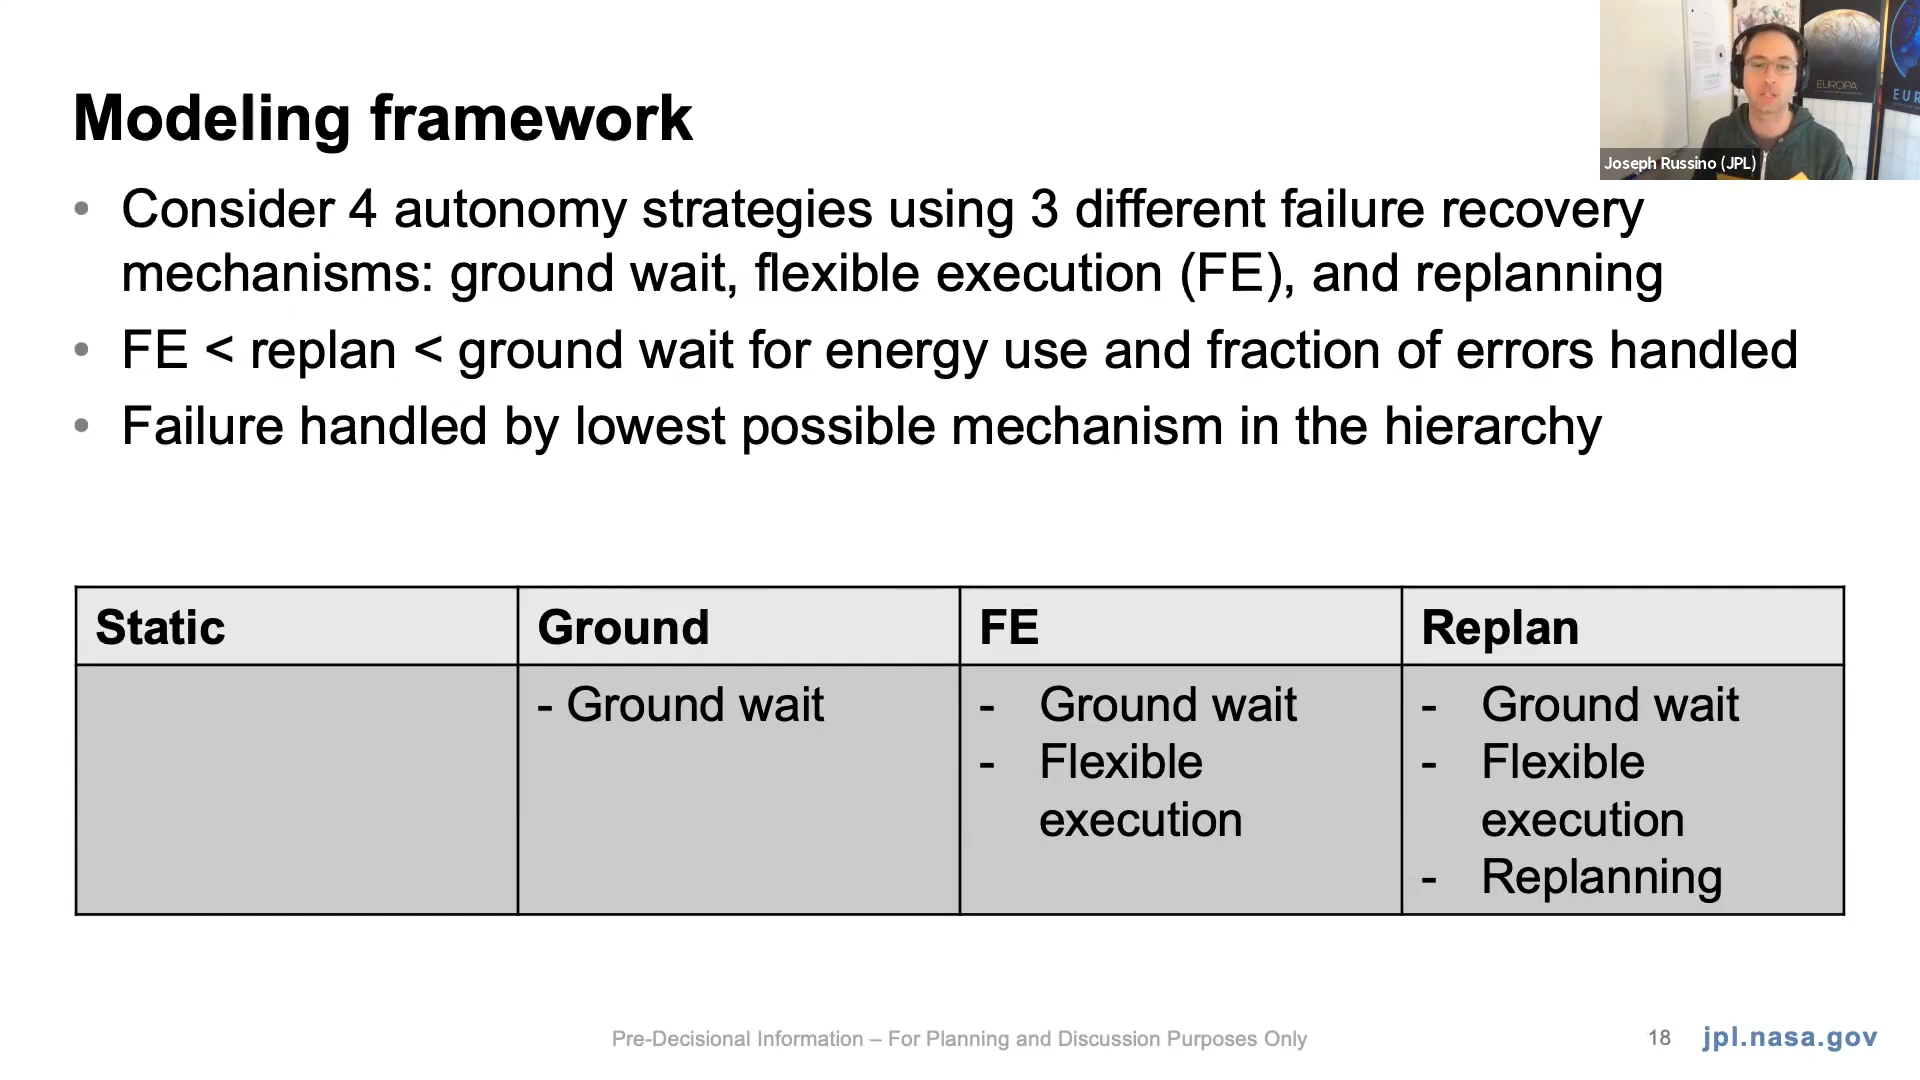 EUROPA
EUR
Joseph Russino (JPL)
Modeling framework
• Consider 4 autonomy strategies using 3 different failure recovery
mechanisms: ground wait, flexible execution (FE), and replanning
• FE < replan < ground wait for energy use and fraction of errors handled
• Failure handled by lowest possible mechanism in the hierarchy
Static Ground FE Replan
- Ground wait - Ground wait - Ground wait
- Flexible - Flexible
execution execution
- Replanning
Pre-Decisional Information – For Planning and Discussion Purposes Only 18 jpl.nasa.gov